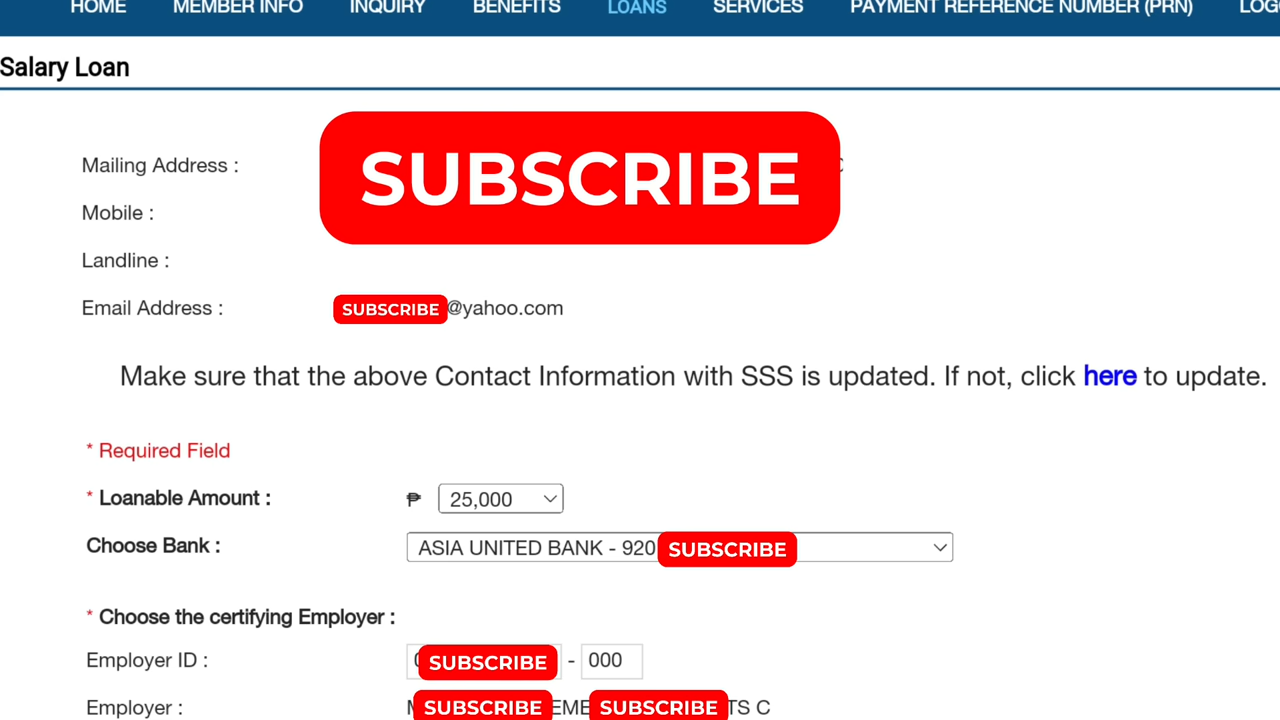 HOME MEMBER INFO INQUIRY BENEFITS LOANS SERVICES PAYMENT REFERENCE NUMBER (PRN)
Salary Loan
Mailing Address :
SUBSCRIBE
Mobile :
Landline :
Email Address : SUBSCRIBE @yahoo.com
Make sure that the above Contact Information with SSS is updated. If not, click here to update.
* Required Field
* Loanable Amount : ₱ 25,000
Choose Bank : ASIA UNITED BANK - 920 SUBSCRIBE
* Choose the certifying Employer :
Employer ID : SUBSCRIBE - 000
Employer : SUBSCRIBE SUBSCRIBE TS C